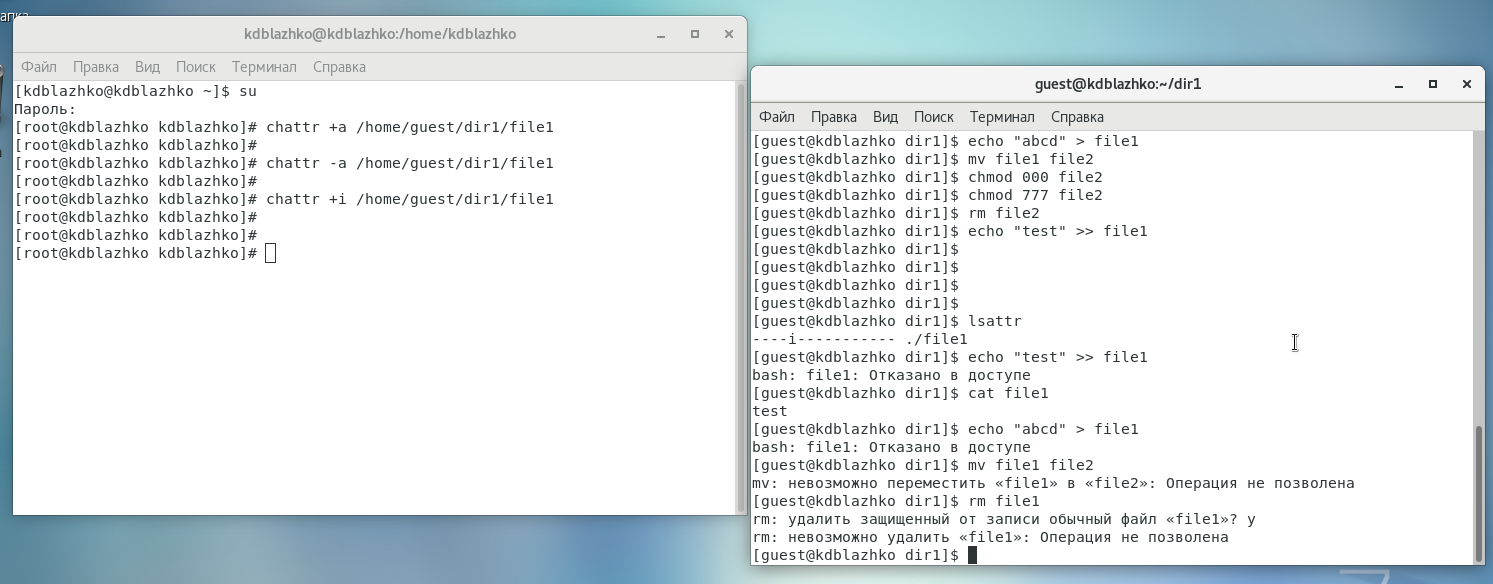 апка
kdblazhko@kdblazhko:/home/kdblazhko
Файл Правка Вид Поиск Терминал Справка
[kdblazhko@kdblazhko ~]$ su
Пароль:
[root@kdblazhko kdblazhko]# chattr +a /home/guest/dir1/file1
[root@kdblazhko kdblazhko]#
[root@kdblazhko kdblazhko]# chattr -a /home/guest/dir1/file1
[root@kdblazhko kdblazhko]#
[root@kdblazhko kdblazhko]# chattr +i /home/guest/dir1/file1
[root@kdblazhko kdblazhko]#
[root@kdblazhko kdblazhko]#
[root@kdblazhko kdblazhko]#
guest@kdblazhko:~/dir1
Файл Правка Вид Поиск Терминал Справка
[guest@kdblazhko dir1]$ echo "abcd" > file1
[guest@kdblazhko dir1]$ mv file1 file2
[guest@kdblazhko dir1]$ chmod 000 file2
[guest@kdblazhko dir1]$ chmod 777 file2
[guest@kdblazhko dir1]$ rm file2
[guest@kdblazhko dir1]$ echo "test" >> file1
[guest@kdblazhko dir1]$
[guest@kdblazhko dir1]$
[guest@kdblazhko dir1]$
[guest@kdblazhko dir1]$
[guest@kdblazhko dir1]$ lsattr
----i----------- ./file1
[guest@kdblazhko dir1]$ echo "test" >> file1
bash: file1: Отказано в доступе
[guest@kdblazhko dir1]$ cat file1
test
[guest@kdblazhko dir1]$ echo "abcd" > file1
bash: file1: Отказано в доступе
[guest@kdblazhko dir1]$ mv file1 file2
mv: невозможно переместить «file1» в «file2»: Операция не позволена
[guest@kdblazhko dir1]$ rm file1
rm: удалить защищенный от записи обычный файл «file1»? y
rm: невозможно удалить «file1»: Операция не позволена
[guest@kdblazhko dir1]$